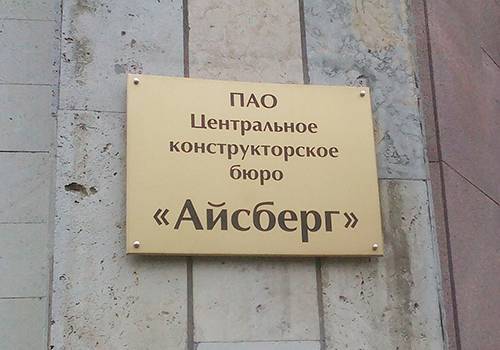 ПАО
Центральное
конструкторское
бюро
«Айсберг»